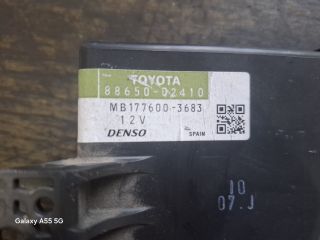 TOYOTA
88650-02410
MB177600-3683
12V
DENSO
SPAIN
10
07.J
Galaxy A55 5G